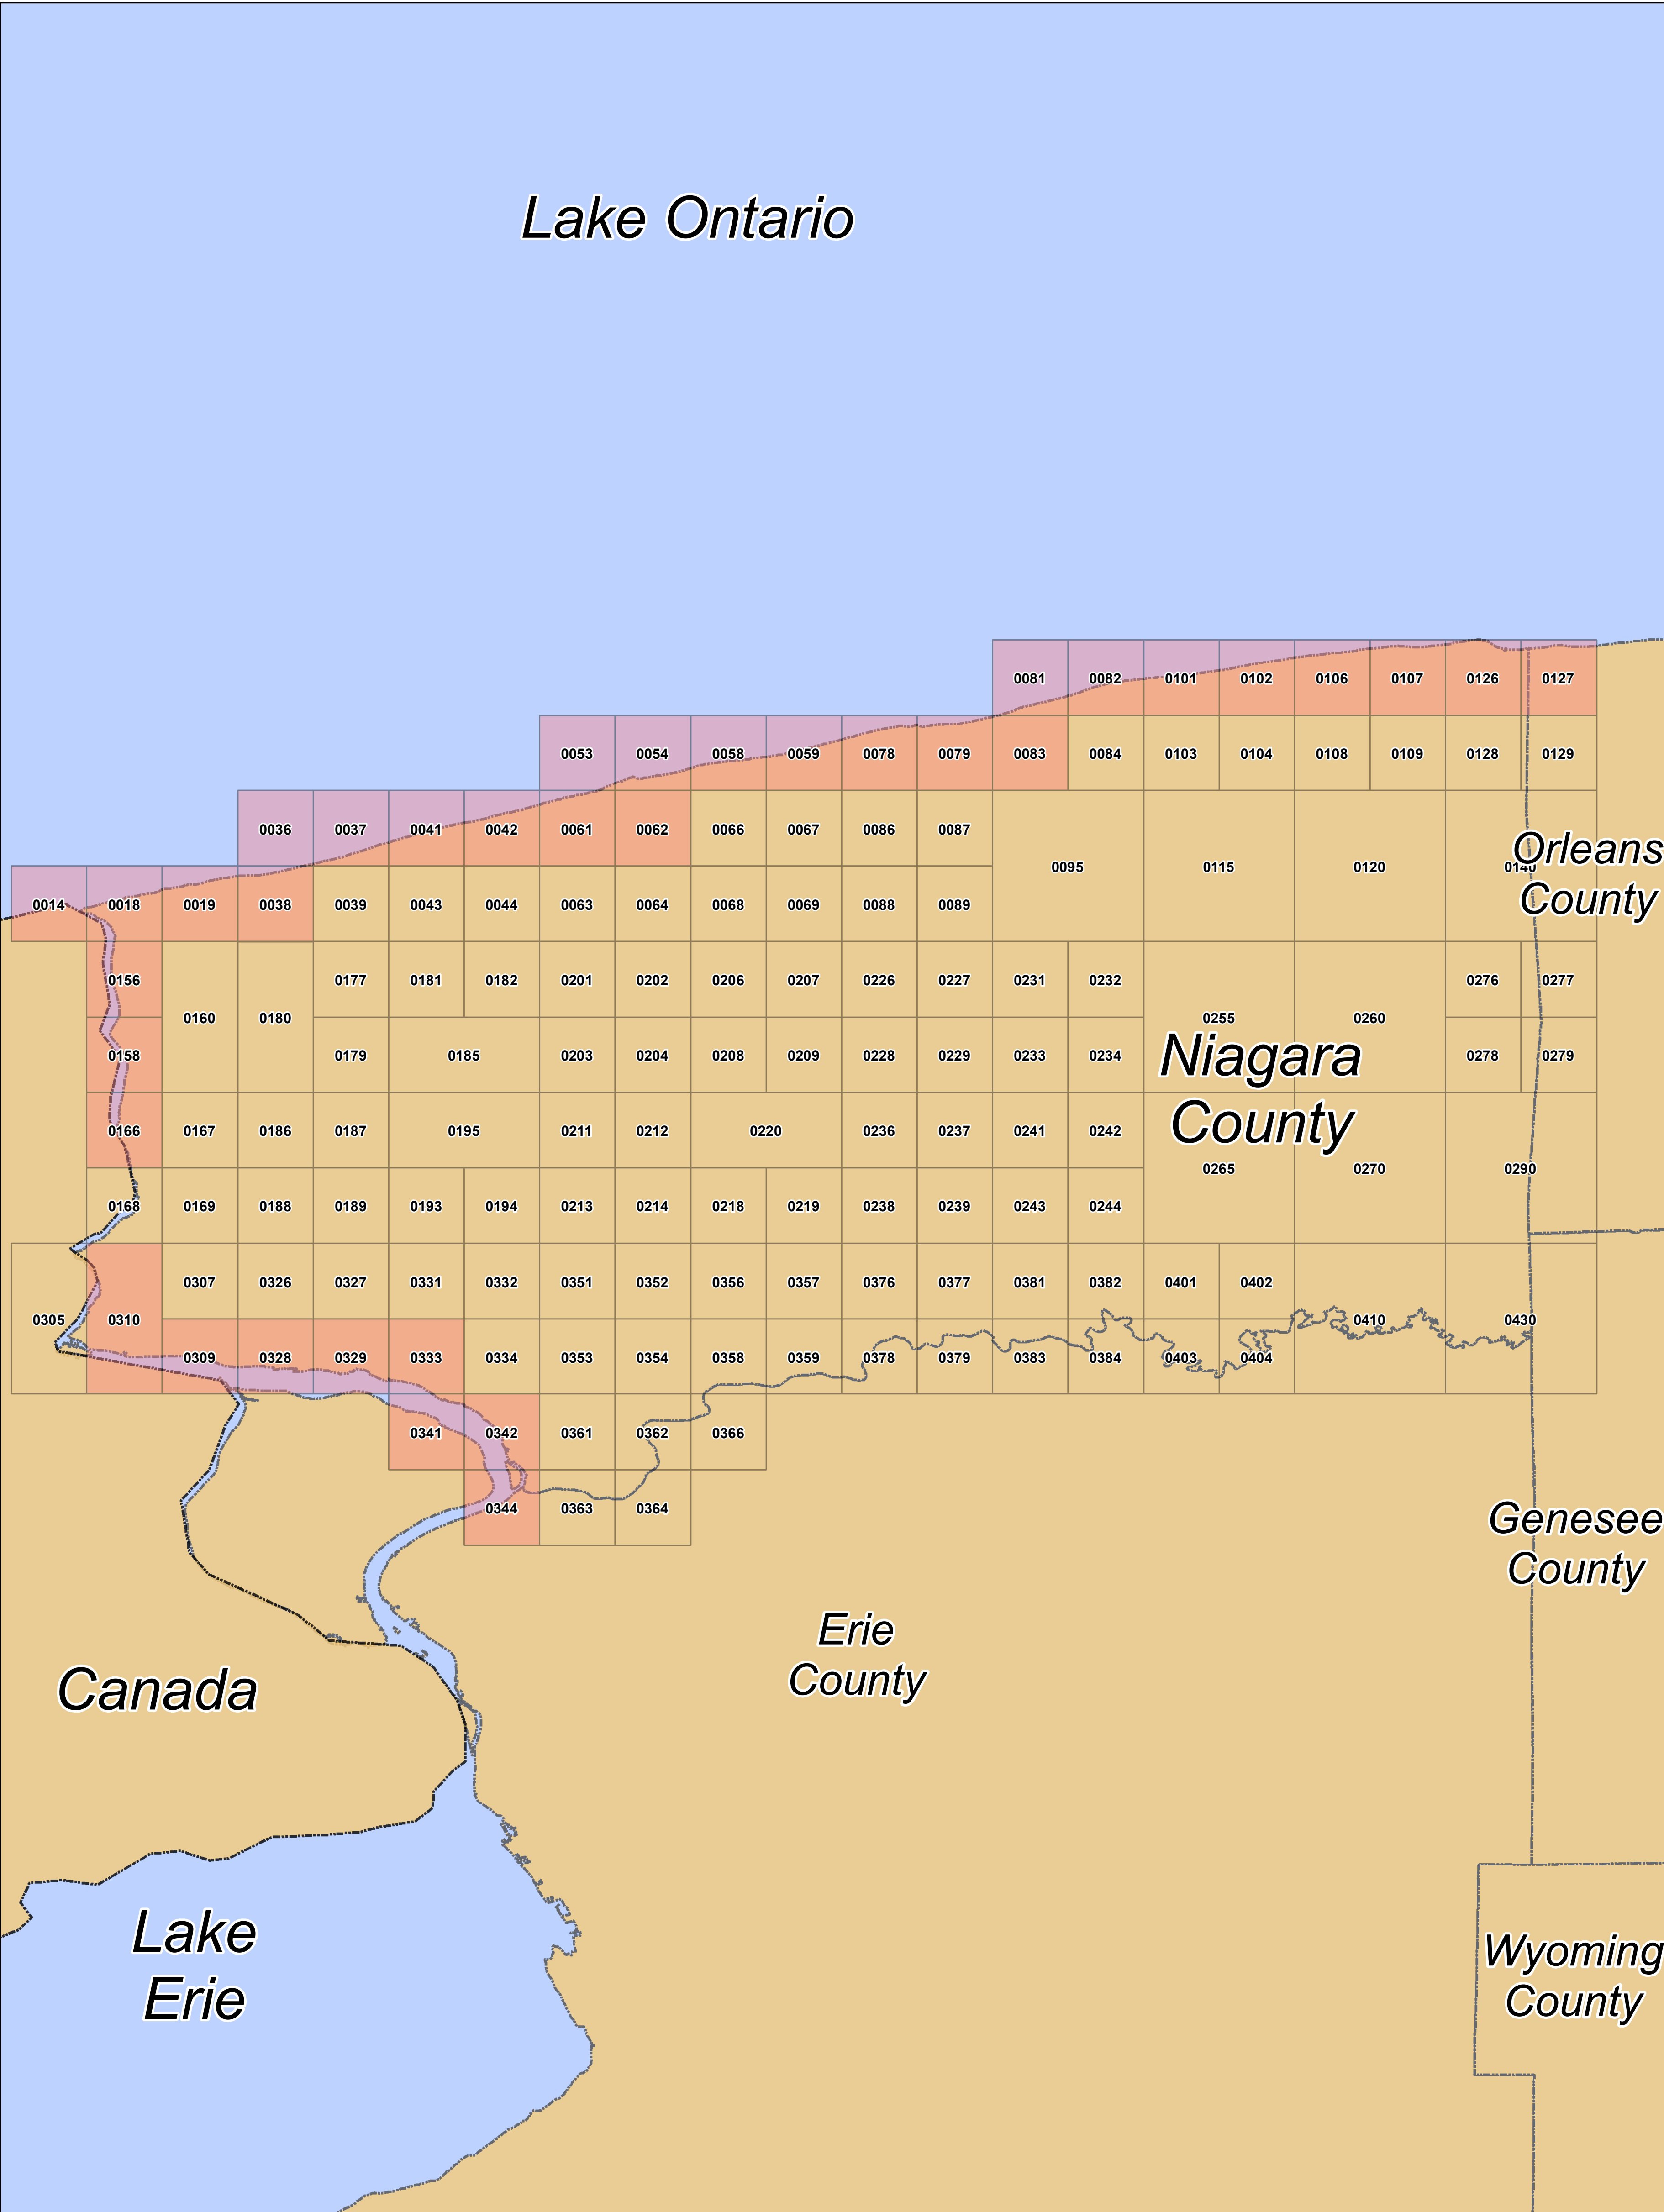 Lake Ontario
0081 0082 0101 0102 0106 0107 0126 0127
0053 0054 0058 0059 0078 0079 0083 0084 0103 0104 0108 0109 0128 0129
0036 0037 0041 0042 0061 0062 0066 0067 0086 0087
0095 0115 0120 0140
Orleans
County
0014 0018 0019 0038 0039 0043 0044 0063 0064 0068 0069 0088 0089
0156 0177 0181 0182 0201 0202 0206 0207 0226 0227 0231 0232 0276 0277
0160 0180 0255 0260
0158 0179 0185 0203 0204 0208 0209 0228 0229 0233 0234 0278 0279
Niagara
County
0166 0167 0186 0187 0195 0211 0212 0220 0236 0237 0241 0242
0265 0270 0290
0168 0169 0188 0189 0193 0194 0213 0214 0218 0219 0238 0239 0243 0244
0307 0326 0327 0331 0332 0351 0352 0356 0357 0376 0377 0381 0382 0401 0402
0305 0310 0410 0430
0309 0328 0329 0333 0334 0353 0354 0358 0359 0378 0379 0383 0384 0403 0404
0341 0342 0361 0362 0366
0344 0363 0364
Genesee
County
Erie
County
Canada
Lake
Erie
Wyoming
County